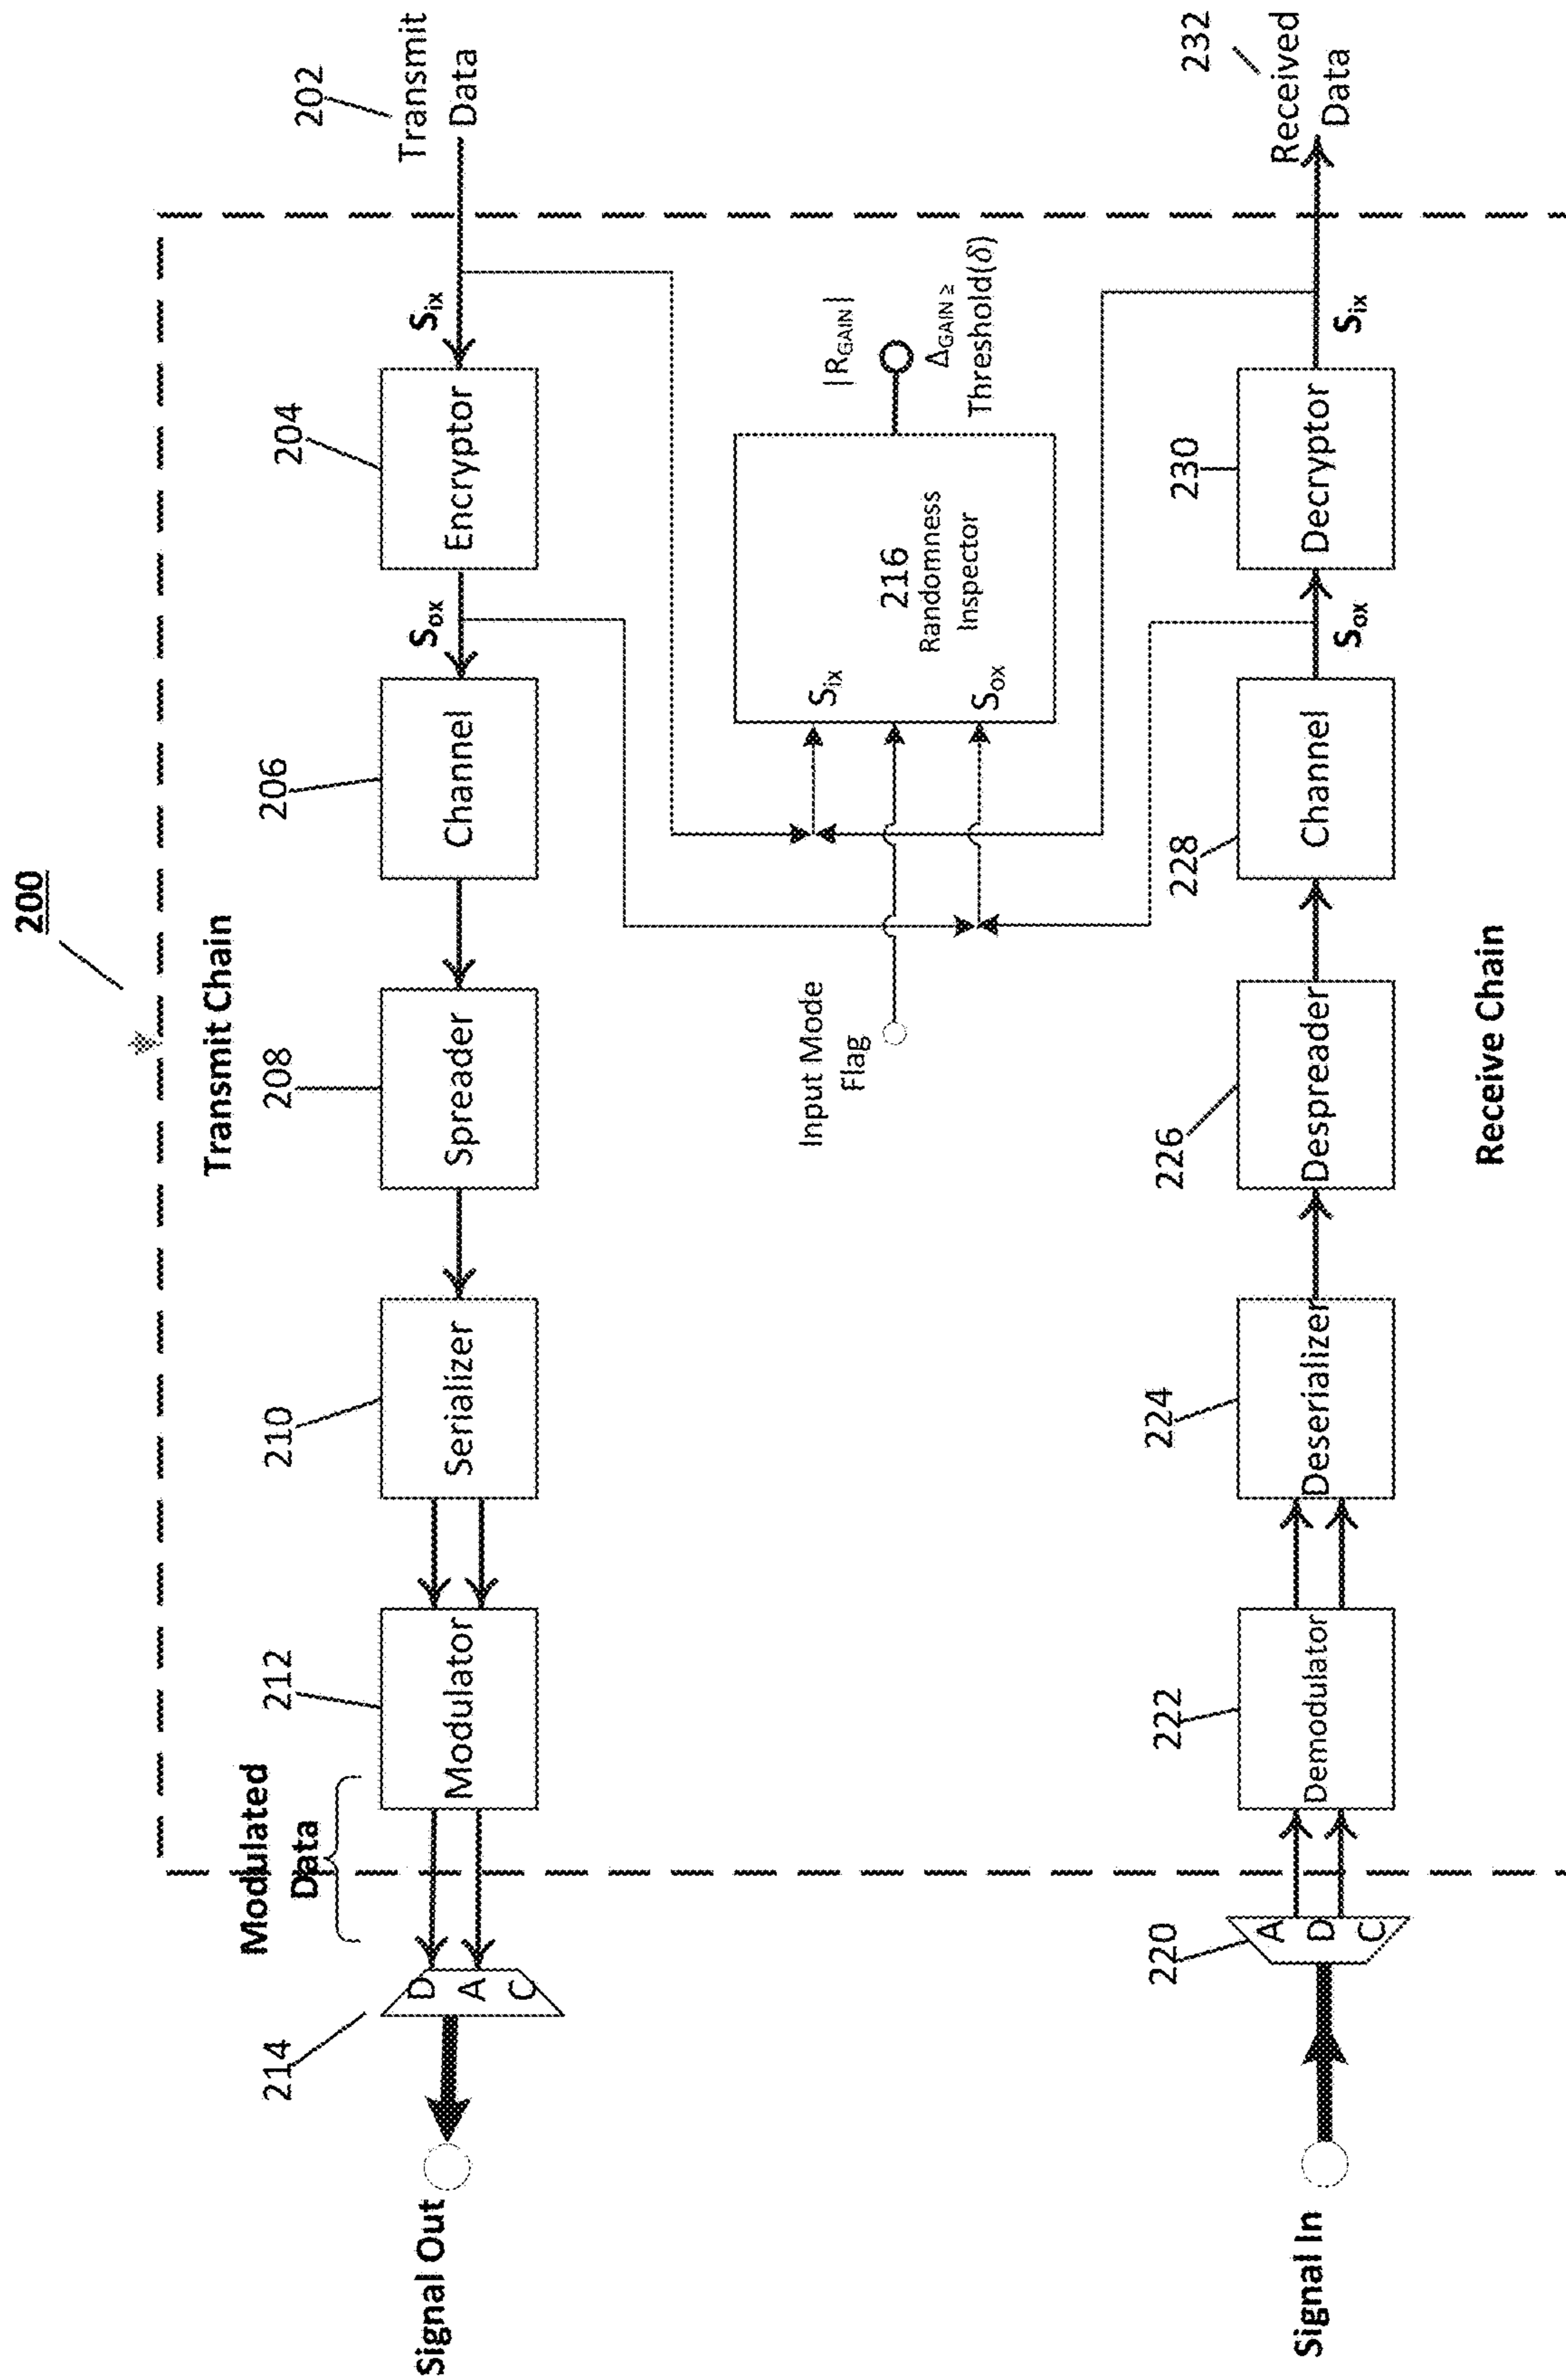 200
Transmit Chain
Modulated
Data
214
212
210
208
206
204
202
Transmit
Data
Signal Out
D
A
C
Modulator
Serializer
Spreader
Channel
Sox
Encryptor
Six
Input Mode
Flag
Six
Sox
216
Randomness
Inspector
|RGAIN|
ΔGAIN ≥
Threshold(δ)
220
222
224
226
228
230
232
Received
Data
Signal In
A
D
C
Demodulator
Deserializer
Despreader
Channel
Sox
Decryptor
Six
Receive Chain